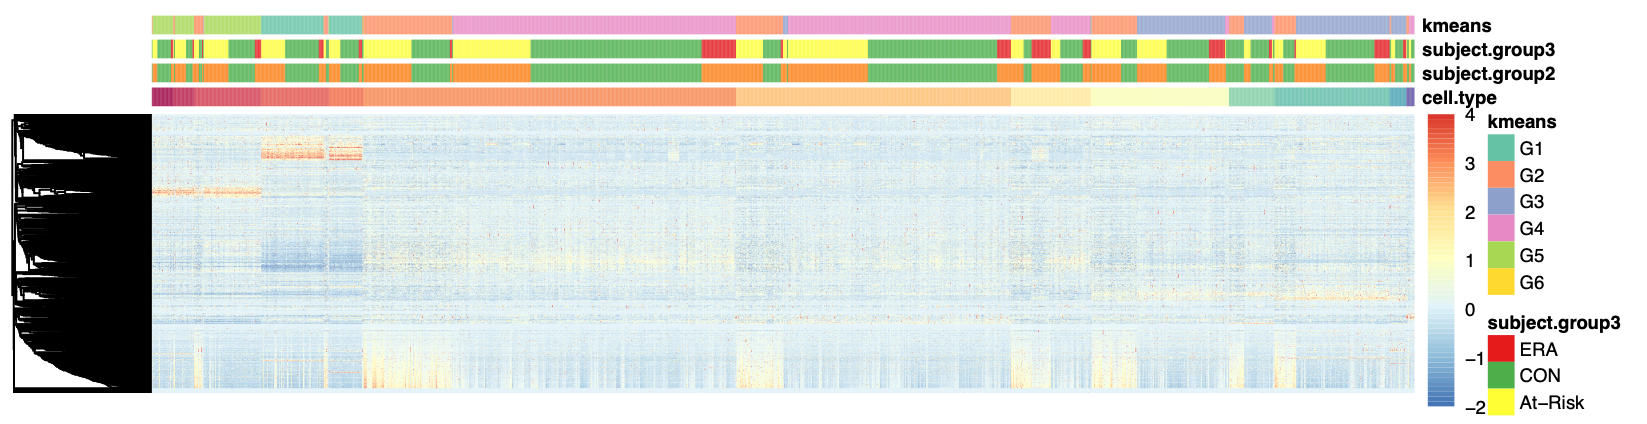 kmeans
subject.group3
subject.group2
cell.type
4
3
2
1
0
−1
−2
kmeans
G1
G2
G3
G4
G5
G6
subject.group3
ERA
CON
At−Risk